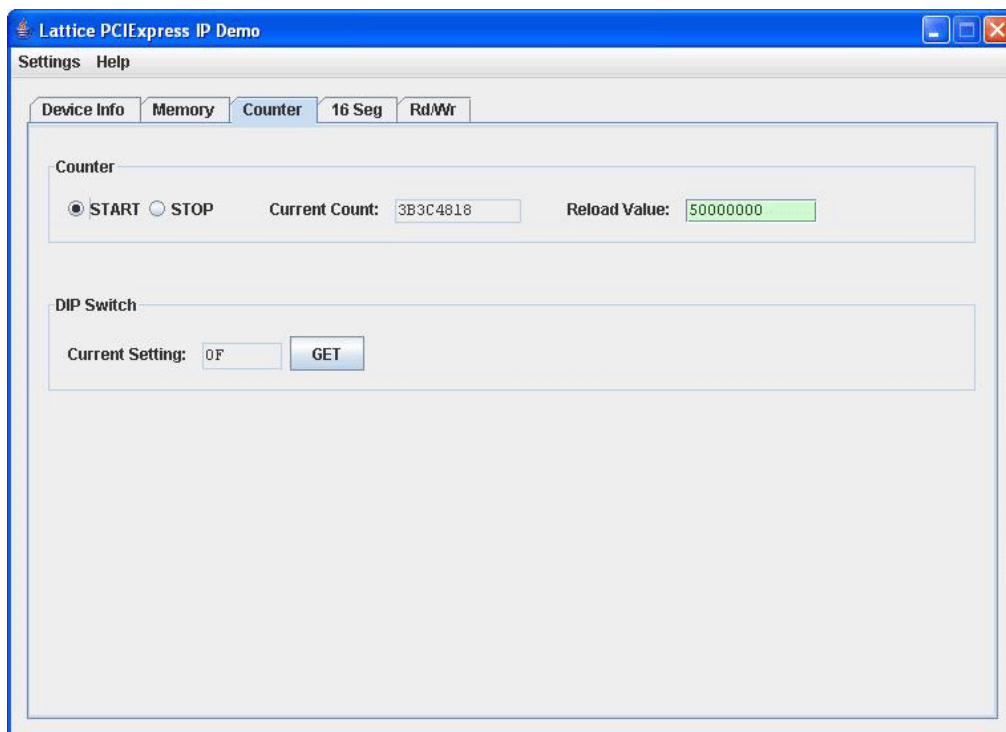 Lattice PCIExpress IP Demo
Settings Help
Device Info Memory Counter 16 Seg Rd/Wr
Counter
START STOP Current Count: 3B3C4818 Reload Value: 50000000
DIP Switch
Current Setting: 0F GET